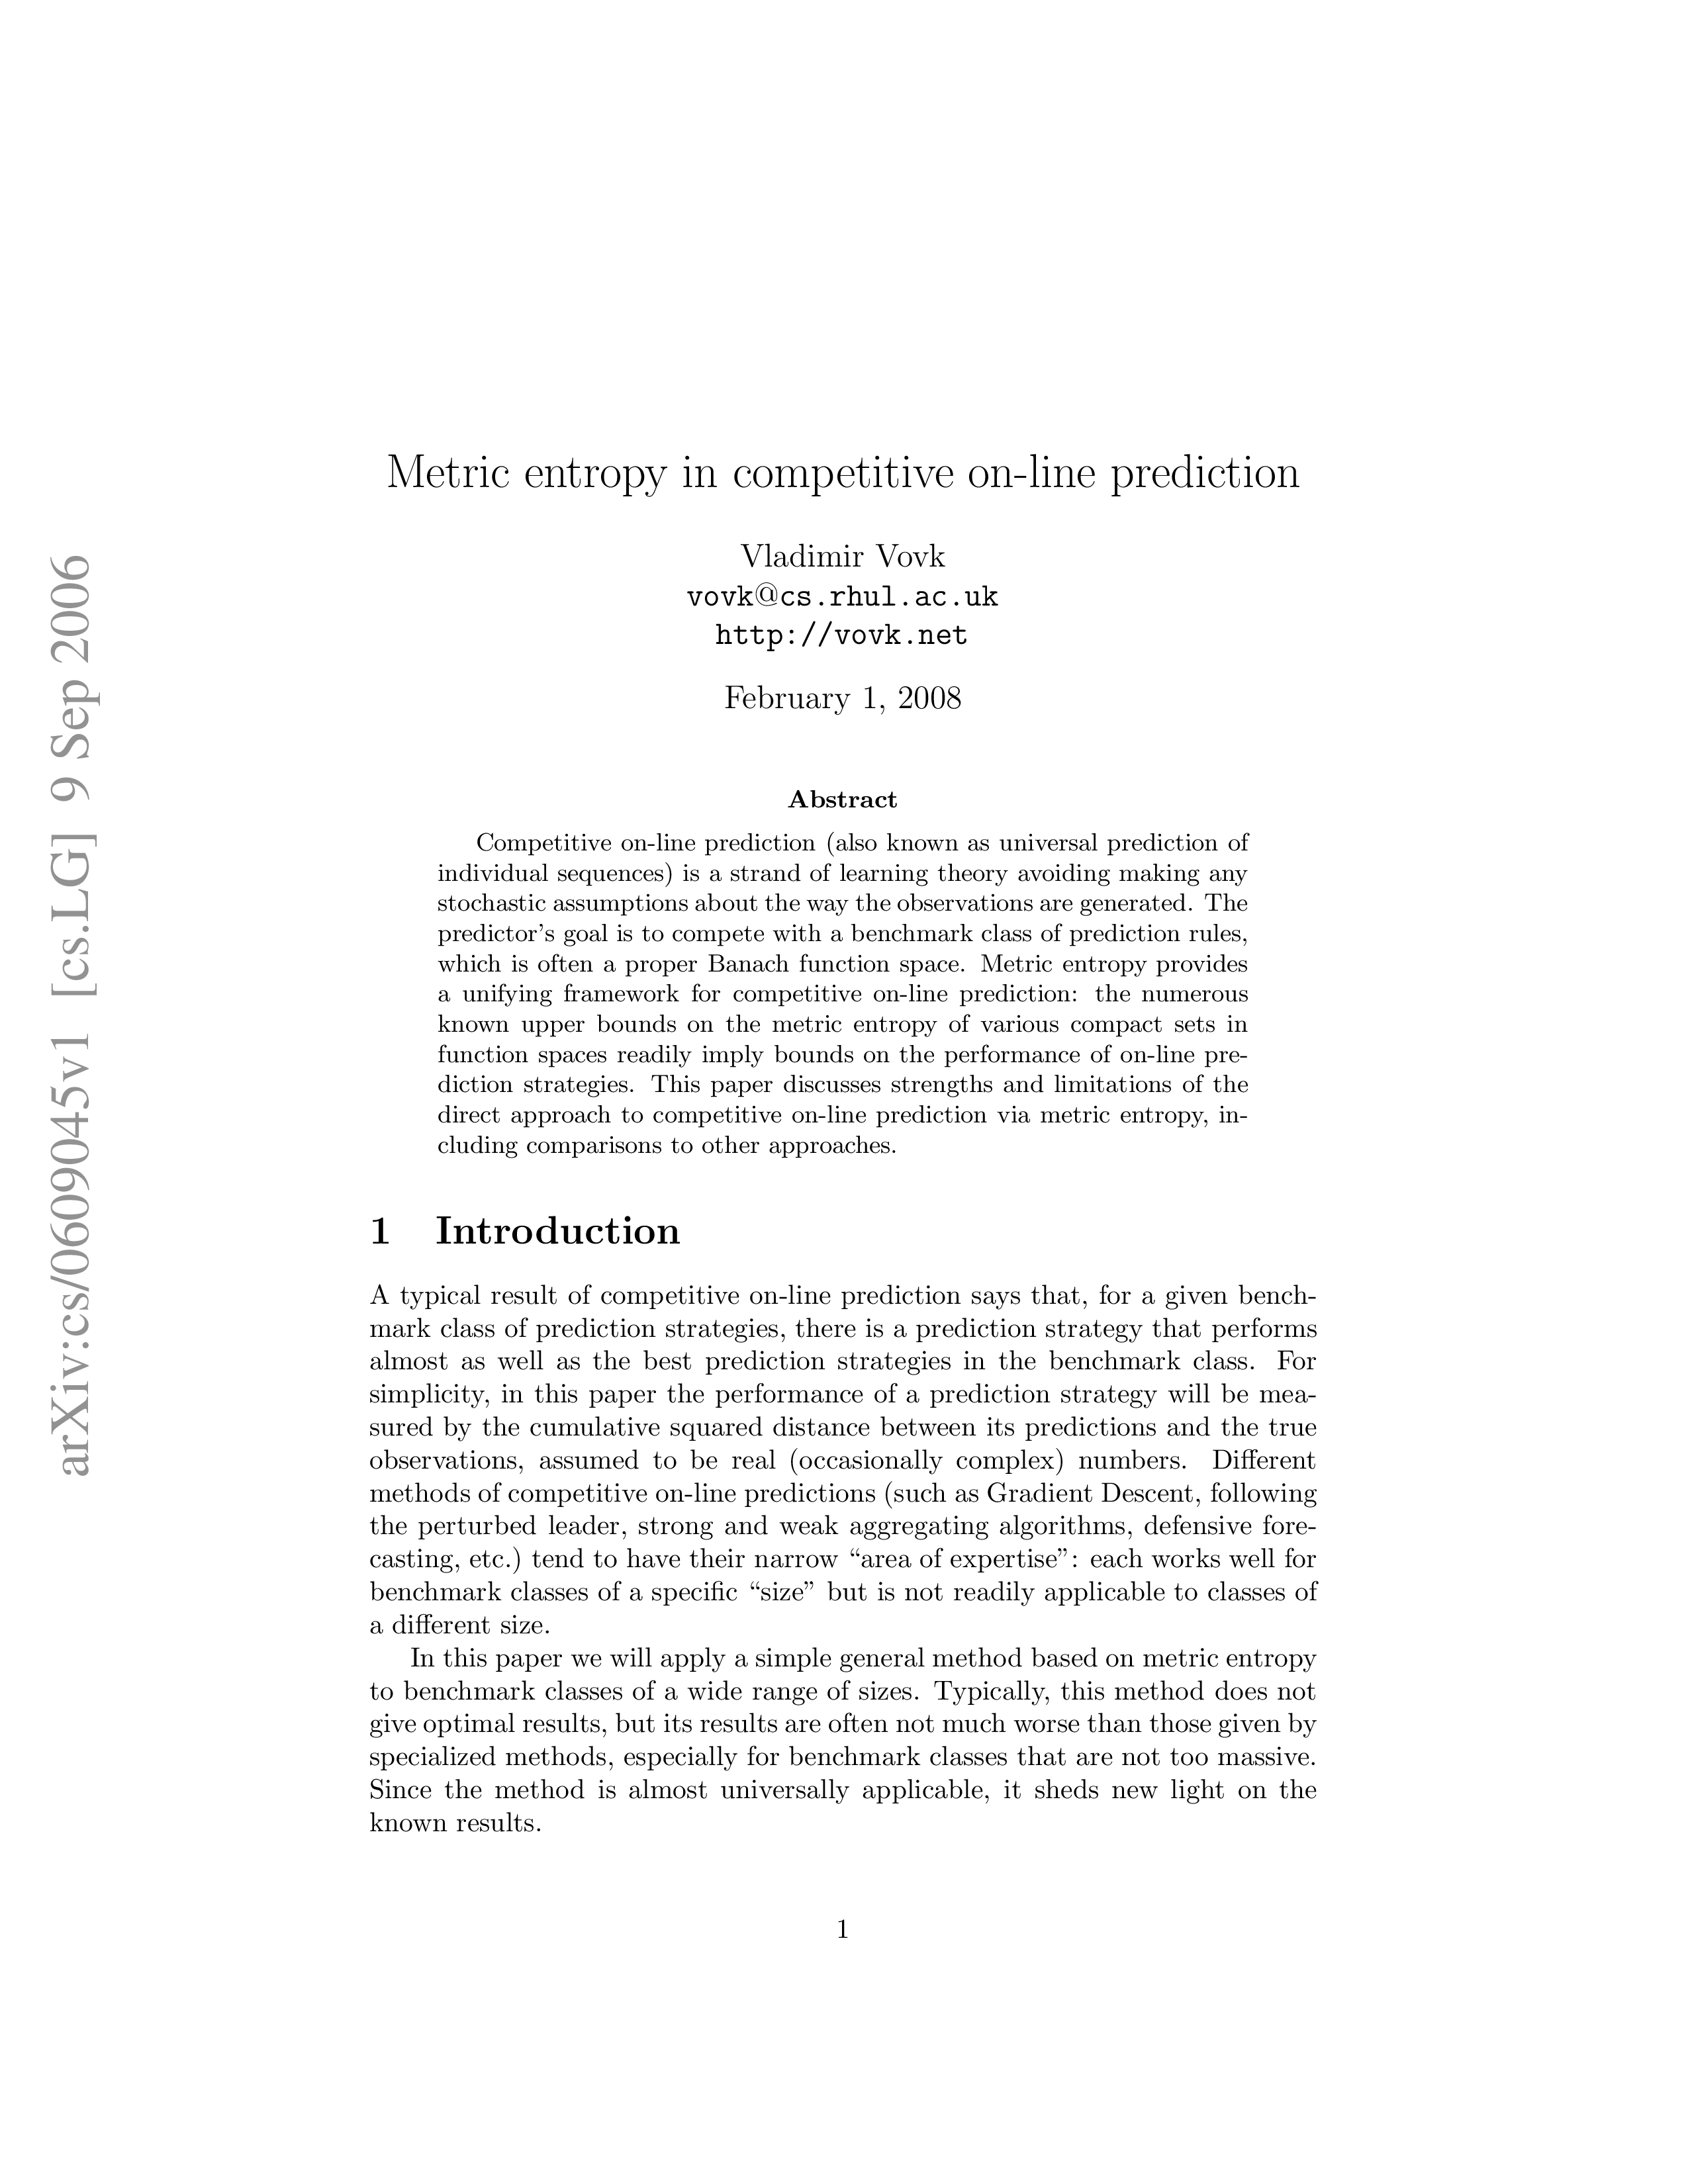 arXiv:cs/0609045v1 [cs.LG] 9 Sep 2006
Metric entropy in competitive on-line prediction
Vladimir Vovk
vovk@cs.rhul.ac.uk
http://vovk.net
February 1, 2008
Abstract
Competitive on-line prediction (also known as universal prediction of
individual sequences) is a strand of learning theory avoiding making any
stochastic assumptions about the way the observations are generated. The
predictor's goal is to compete with a benchmark class of prediction rules,
which is often a proper Banach function space. Metric entropy provides
a unifying framework for competitive on-line prediction: the numerous
known upper bounds on the metric entropy of various compact sets in
function spaces readily imply bounds on the performance of on-line pre-
diction strategies. This paper discusses strengths and limitations of the
direct approach to competitive on-line prediction via metric entropy, in-
cluding comparisons to other approaches.
1 Introduction
A typical result of competitive on-line prediction says that, for a given bench-
mark class of prediction strategies, there is a prediction strategy that performs
almost as well as the best prediction strategies in the benchmark class. For
simplicity, in this paper the performance of a prediction strategy will be mea-
sured by the cumulative squared distance between its predictions and the true
observations, assumed to be real (occasionally complex) numbers. Different
methods of competitive on-line predictions (such as Gradient Descent, following
the perturbed leader, strong and weak aggregating algorithms, defensive fore-
casting, etc.) tend to have their narrow “area of expertise”: each works well for
benchmark classes of a specific “size” but is not readily applicable to classes of
a different size.
In this paper we will apply a simple general method based on metric entropy
to benchmark classes of a wide range of sizes. Typically, this method does not
give optimal results, but its results are often not much worse than those given by
specialized methods, especially for benchmark classes that are not too massive.
Since the method is almost universally applicable, it sheds new light on the
known results.
1